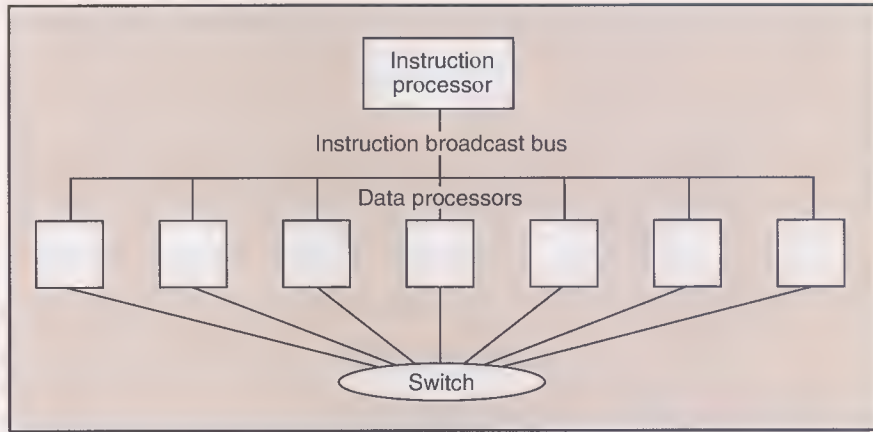 Instruction
processor
Instruction broadcast bus
Data processors
Switch